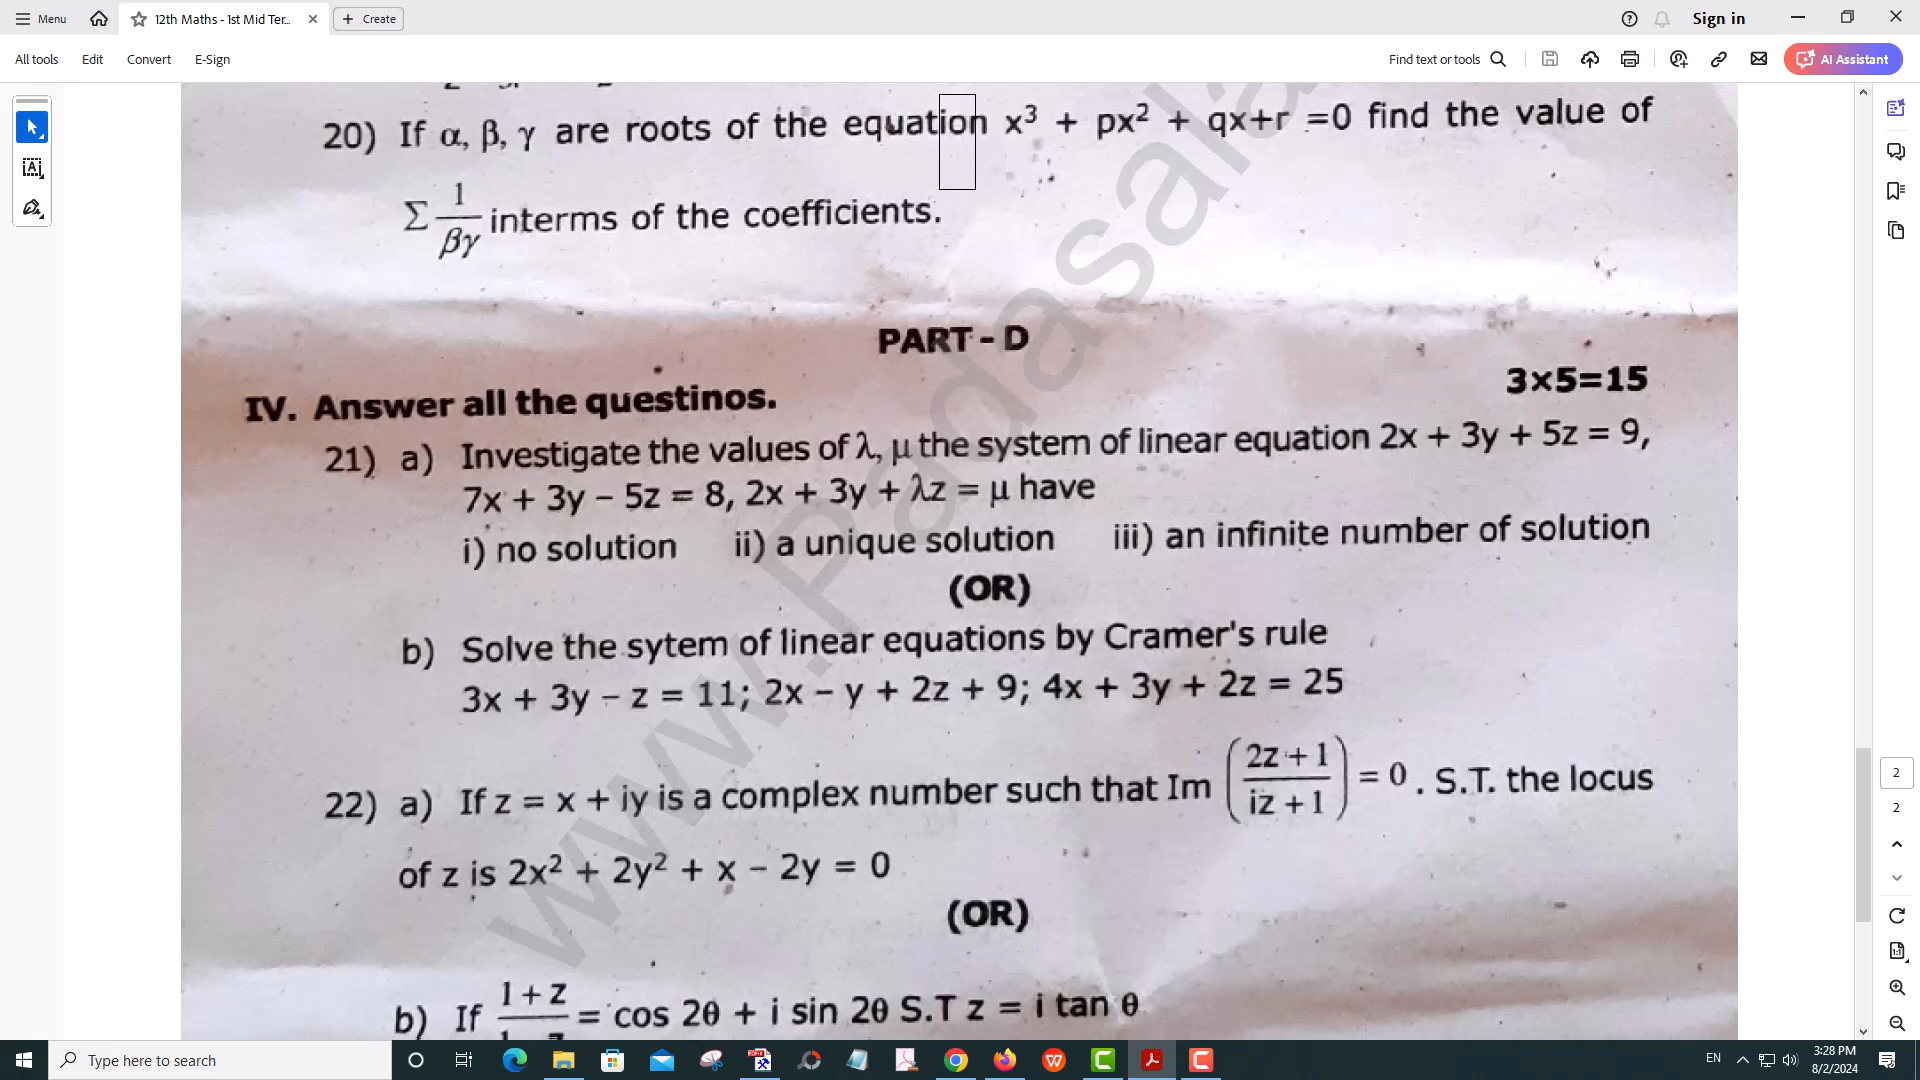 Menu
12th Maths - 1st Mid Ter...
Create
Sign in
All tools
Edit
Convert
E-Sign
Find text or tools
AI Assistant
20) If α, β, γ are roots of the equation x³ + px² + qx+r =0 find the value of
Σ 1/βγ interms of the coefficients.
PART - D
3×5=15
IV. Answer all the questinos.
21) a) Investigate the values of λ, μ the system of linear equation 2x + 3y + 5z = 9,
7x + 3y – 5z = 8, 2x + 3y + λz = μ have
i) no solution ii) a unique solution iii) an infinite number of solution
(OR)
b) Solve the sytem of linear equations by Cramer's rule
3x + 3y – z = 11; 2x – y + 2z + 9; 4x + 3y + 2z = 25
22) a) If z = x + iy is a complex number such that Im ((2z + 1)/(iz + 1)) = 0 . S.T. the locus
of z is 2x² + 2y² + x – 2y = 0
(OR)
b) If 1 + z = cos 2θ + i sin 2θ S.T z = i tan θ
www.Padasala
2
2
Type here to search
EN
3:28 PM
8/2/2024